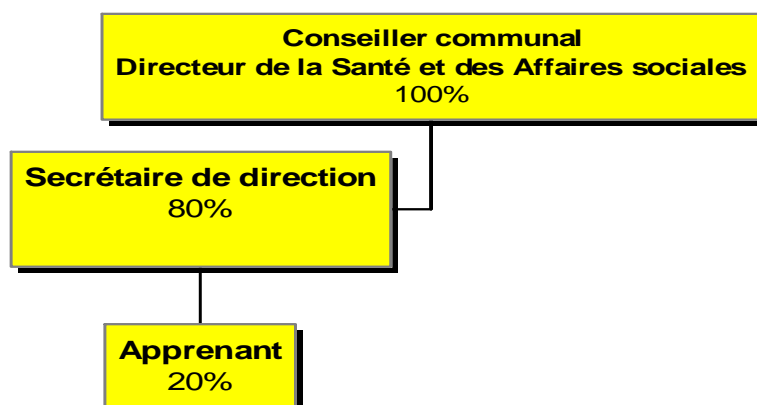 Conseiller communal
Directeur de la Santé et des Affaires sociales
100%
Secrétaire de direction
80%
Apprenant
20%